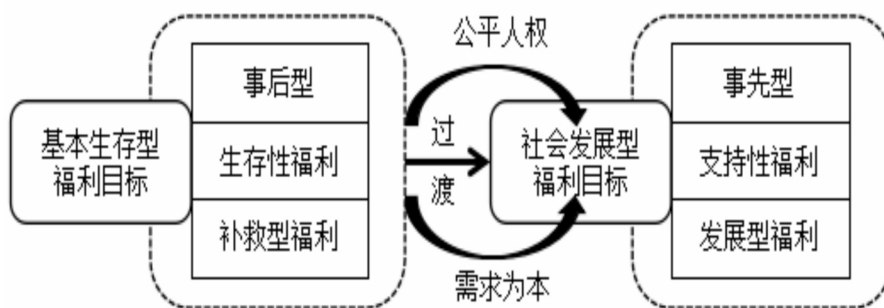 基本生存型
福利目标
事后型
生存性福利
补救型福利
公平人权
过
渡
需求为本
社会发展型
福利目标
事先型
支持性福利
发展型福利